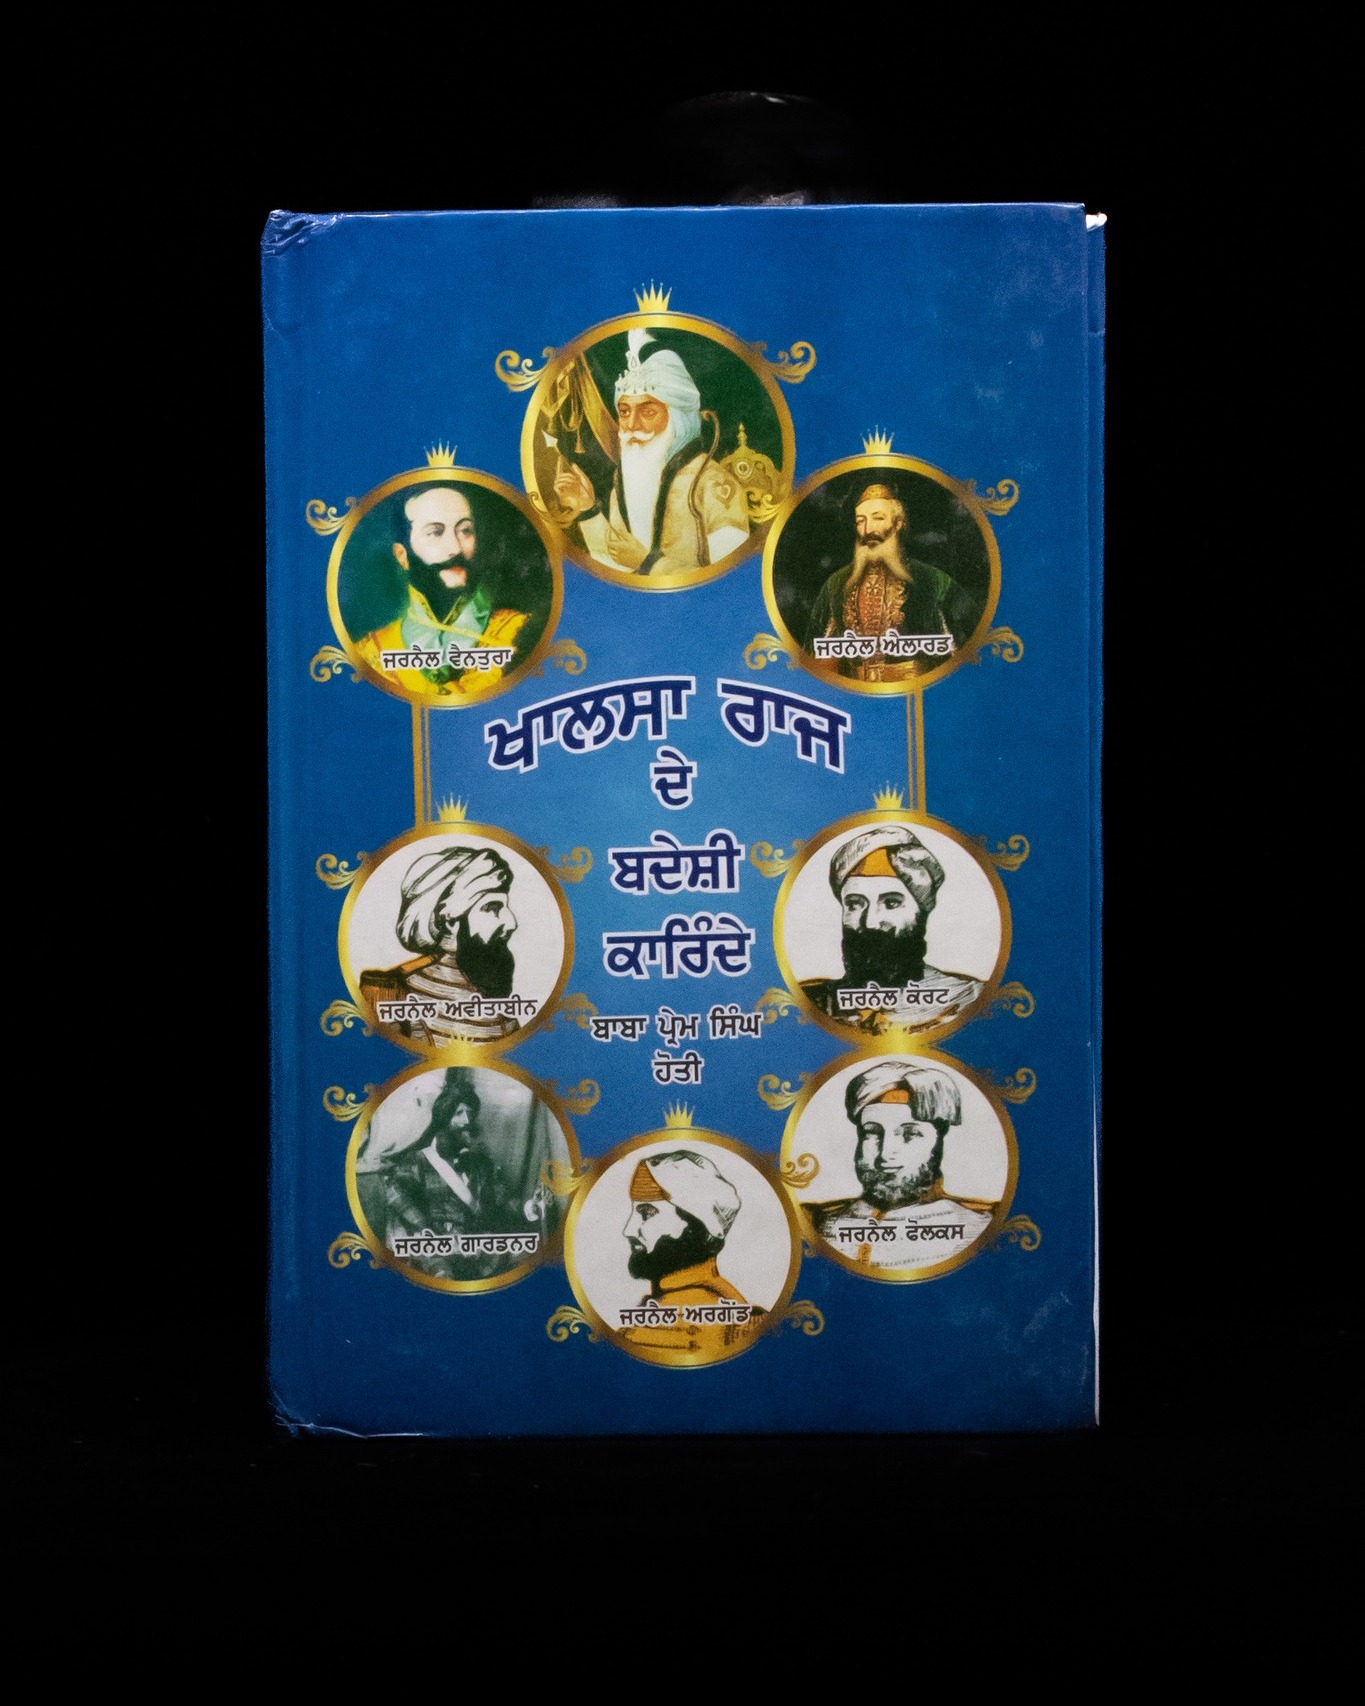 ਜਰਨੈਲ ਵੈਨਤੁਰਾ
ਜਰਨੈਲ ਐਲਾਰਡ
ਖਾਲਸਾ ਰਾਜ
ਦੇ
ਬਦੇਸ਼ੀ
ਕਾਰਿੰਦੇ
ਬਾਬਾ ਪ੍ਰੇਮ ਸਿੰਘ
ਹੋਤੀ
ਜਰਨੈਲ ਅਵੀਤਾਬੀਨ
ਜਰਨੈਲ ਕੋਰਟ
ਜਰਨੈਲ ਗਾਰਡਨਰ
ਜਰਨੈਲ ਫੋਲਕਸ
ਜਰਨੈਲ ਅਰਗੋਂਡ